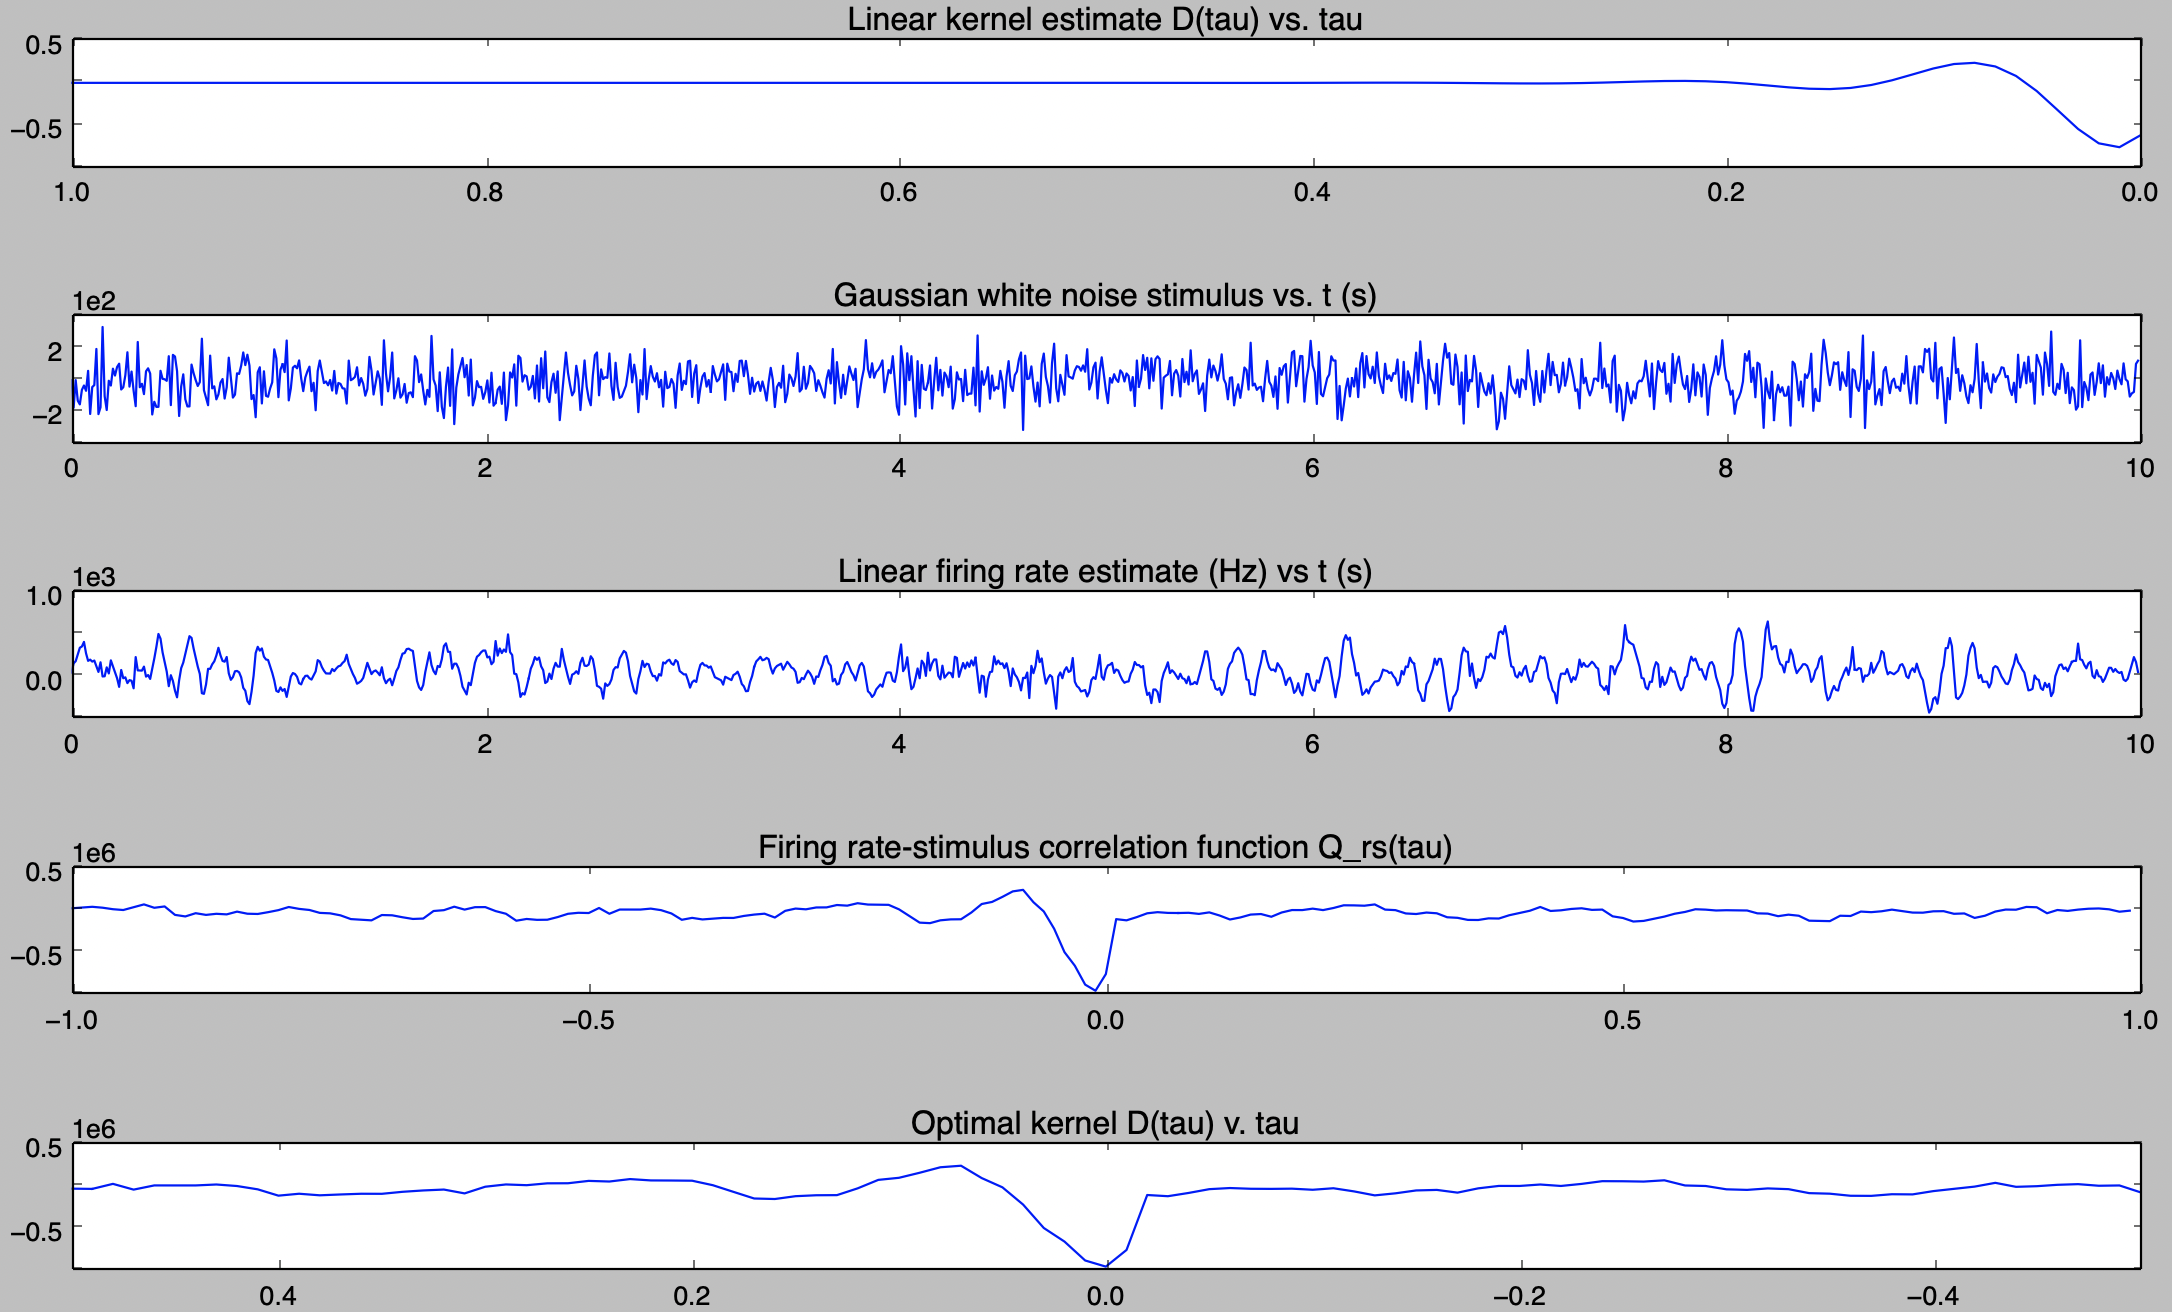 Linear kernel estimate D(tau) vs. tau
0.5
−0.5
1.0 0.8 0.6 0.4 0.2 0.0
Gaussian white noise stimulus vs. t (s)
1e2
2
−2
0 2 4 6 8 10
Linear firing rate estimate (Hz) vs t (s)
1e3
1.0
0.0
0 2 4 6 8 10
Firing rate-stimulus correlation function Q_rs(tau)
1e6
0.5
−0.5
−1.0 −0.5 0.0 0.5 1.0
Optimal kernel D(tau) v. tau
1e6
0.5
−0.5
0.4 0.2 0.0 −0.2 −0.4